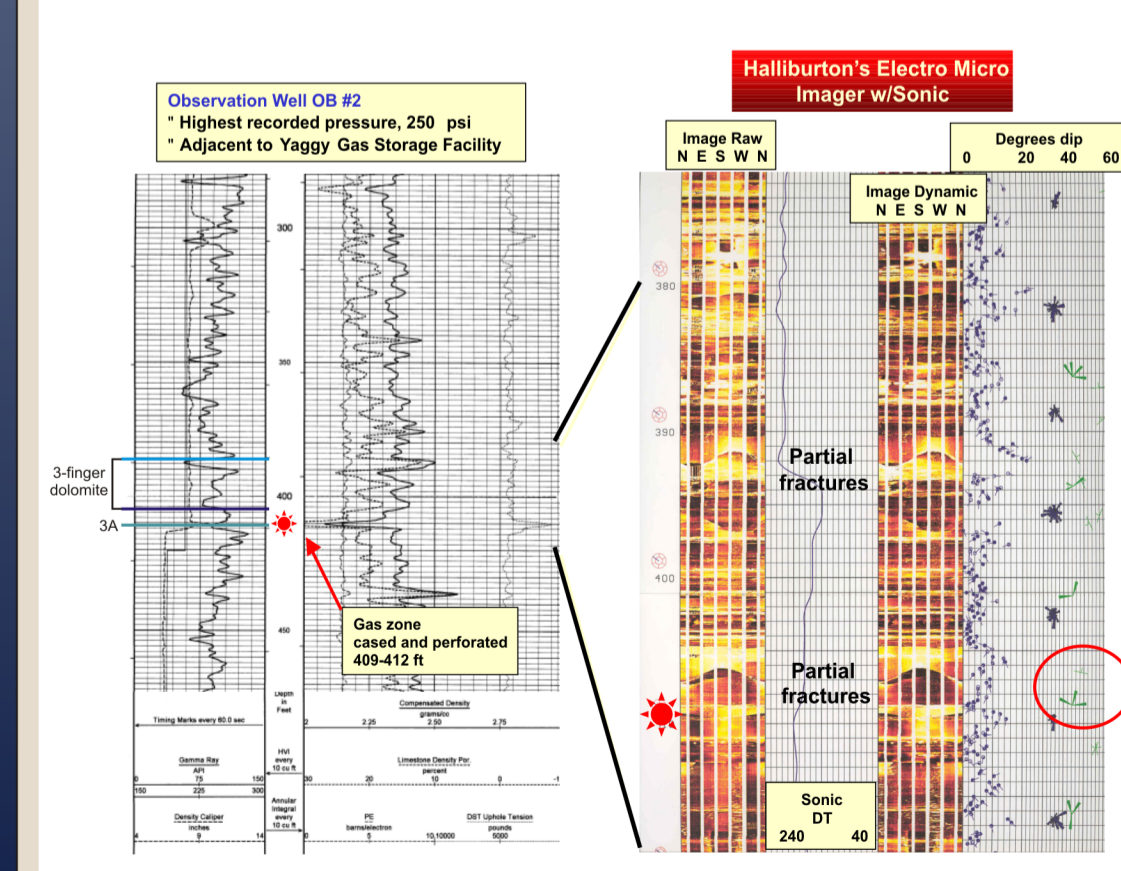 Halliburton's Electro Micro
Imager w/Sonic
Observation Well OB #2
" Highest recorded pressure, 250 psi
" Adjacent to Yaggy Gas Storage Facility
Image Raw
N E S W N
Degrees dip
0 20 40 60
Image Dynamic
N E S W N
300
350
400
450
3-finger
dolomite
3A
Gas zone
cased and perforated
409-412 ft
380
390
400
Partial
fractures
Partial
fractures
Sonic
DT
240 40
Depth
in
Feet
Timing Marks every 60.0 sec
Compensated Density
grams/cc
2 2.25 2.50 2.75
Gamma Ray
API
0 75 150
150 225 300
HVI
every
10 cu ft
Limestone Density Por.
percent
30 20 10 0 -1
Density Caliper
inches
4 9 14
Annular
Integral
every
10 cu ft
PE
barns/electron
0 5 10,10000
DST Uphole Tension
pounds
5000